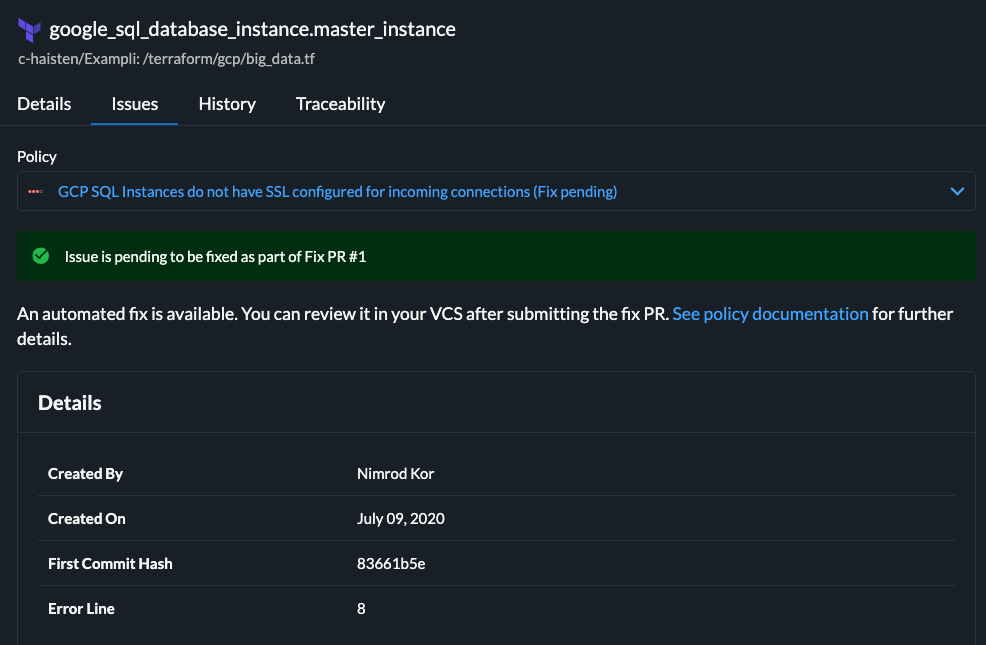 google_sql_database_instance.master_instance
c-haisten/Exampli: /terraform/gcp/big_data.tf
Details Issues History Traceability
Policy
GCP SQL Instances do not have SSL configured for incoming connections (Fix pending)
Issue is pending to be fixed as part of Fix PR #1
An automated fix is available. You can review it in your VCS after submitting the fix PR. See policy documentation for further
details.
Details
Created By Nimrod Kor
Created On July 09, 2020
First Commit Hash 83661b5e
Error Line 8